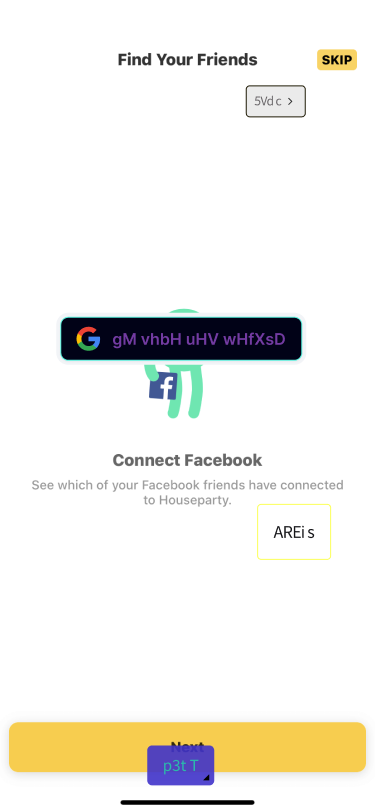 Find Your Friends
SKIP
5Vdc
gM vhbH uHV wHfXsD
Connect Facebook
See which of your Facebook friends have connected
to Houseparty.
AREis
Next
p3t T